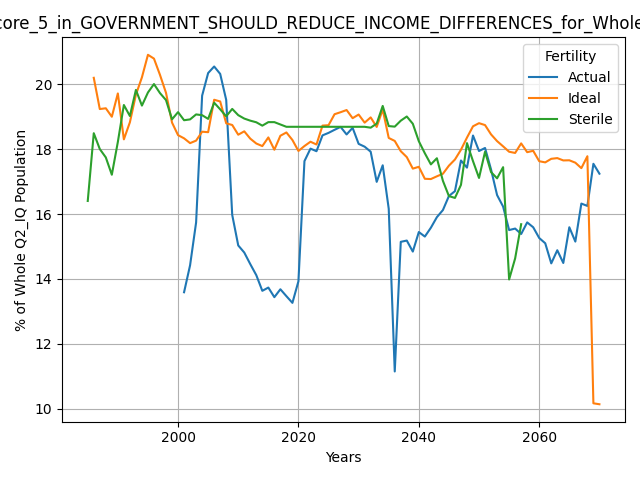 core_5_in_GOVERNMENT_SHOULD_REDUCE_INCOME_DIFFERENCES_for_Whole
Fertility
Actual
Ideal
Sterile
% of Whole Q2_IQ Population
20
18
16
14
12
10
2000 2020 2040 2060
Years